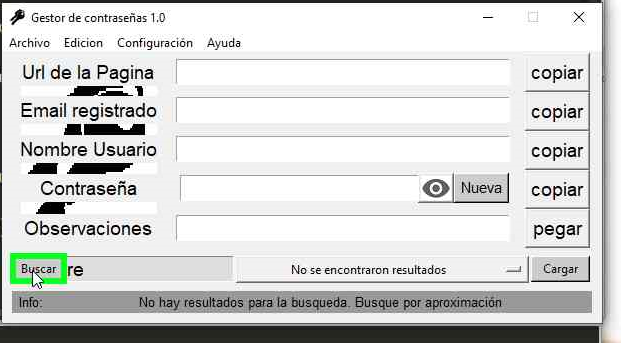 Gestor de contraseñas 1.0
Archivo Edicion Configuración Ayuda
Url de la Pagina copiar
Email registrado copiar
Nombre Usuario copiar
Contraseña Nueva copiar
Observaciones pegar
Buscar re No se encontraron resultados Cargar
Info: No hay resultados para la busqueda. Busque por aproximación